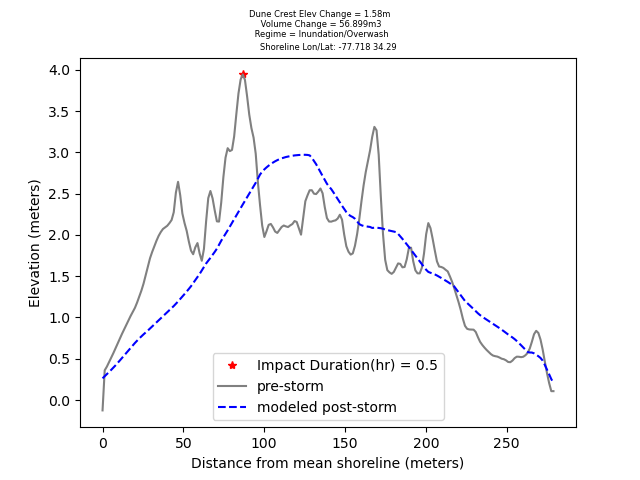 Dune Crest Elev Change = 1.58m
Volume Change = 56.899m3
Regime = Inundation/Overwash
Shoreline Lon/Lat: -77.718 34.29
4.0
3.5
3.0
2.5
2.0
1.5
1.0
0.5
0.0
Elevation (meters)
Impact Duration(hr) = 0.5
pre-storm
modeled post-storm
0 50 100 150 200 250
Distance from mean shoreline (meters)